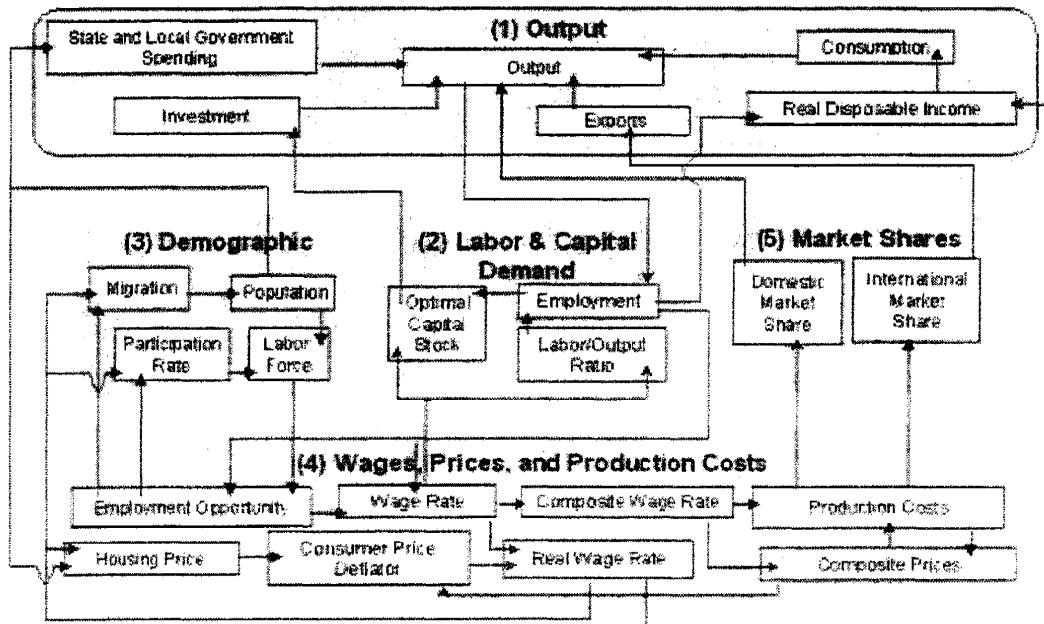 (1) Output
State and Local Government
Spending
Output
Consumption
Investment
Exports
Real Disposable Income
(3) Demographic
(2) Labor & Capital
Demand
(5) Market Shares
Migration
Population
Optimal
Capital
Stock
Employment
Domestic
Market
Share
International
Market
Share
Participation
Rate
Labor
Force
Labor/Output
Ratio
(4) Wages, Prices, and Production Costs
Employment Opportunity
Wage Rate
Composite Wage Rate
Production Costs
Housing Price
Consumer Price
Deflator
Real Wage Rate
Composite Prices